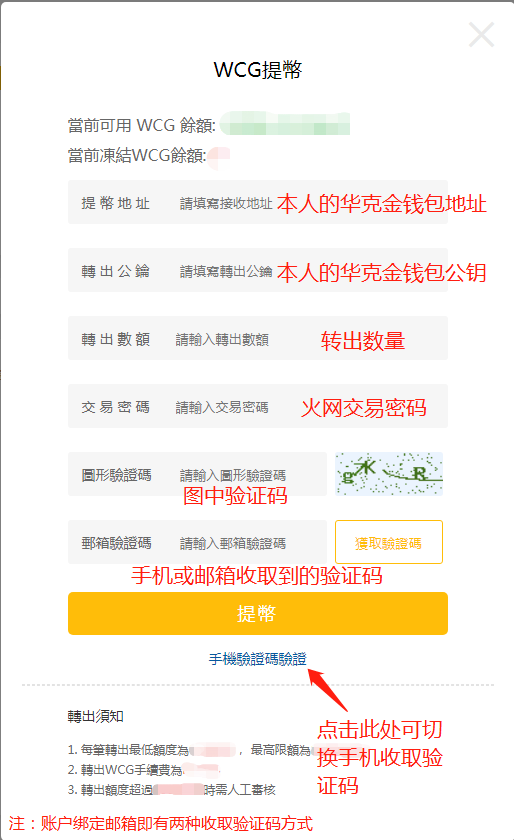 WCG提幣
當前可用 WCG 餘額:
當前凍結WCG餘額:
提幣地址 請填寫接收地址 本人的华克金钱包地址
轉出公鑰 請填寫轉出公鑰 本人的华克金钱包公钥
轉出數額 請輸入轉出數額 转出数量
交易密碼 請輸入交易密碼 火网交易密码
圖形驗證碼 請輸入圖形驗證碼 g R
图中验证码
郵箱驗證碼 請輸入郵箱驗證碼 獲取驗證碼
手机或邮箱收取到的验证码
提幣
手機驗證碼驗證
轉出須知
点击此处可切
换手机收取验
证码
1. 每筆轉出最低額度為 ，最高限額為
2. 轉出WCG手續費為
3. 轉出額度超過 時需人工審核
注：账户绑定邮箱即有两种收取验证码方式